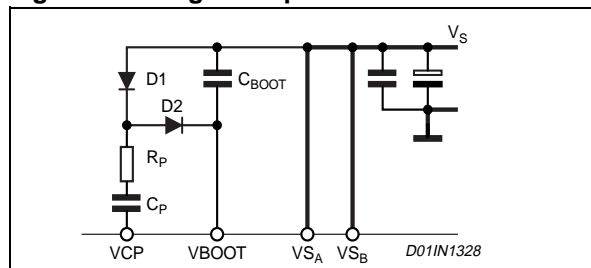 V_S
D1
C_BOOT
D2
R_P
C_P
VCP VBOOT VS_A VS_B D01IN1328